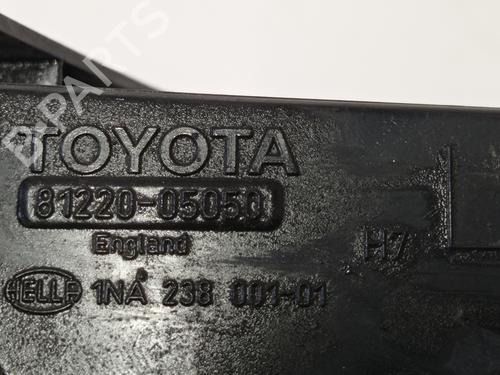 B-PARTS
TOYOTA
81220-05050
England
H7
HELLA 1NA 238 001-01